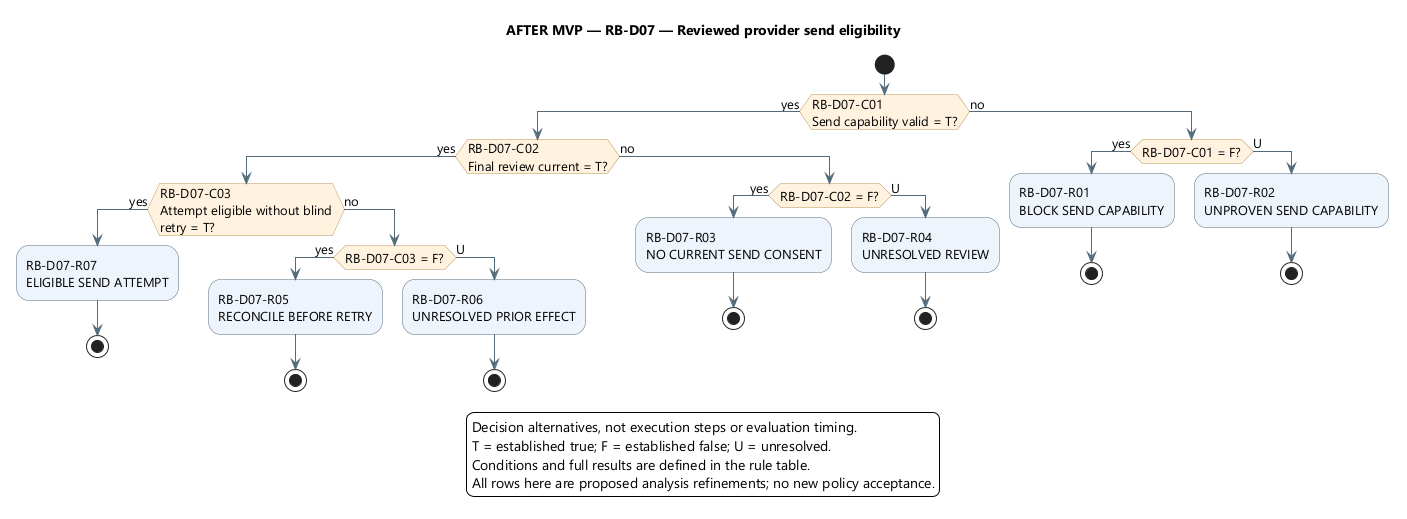 AFTER MVP — RB-D07 — Reviewed provider send eligibility
RB-D07-C01
Send capability valid = T?
yes
no
RB-D07-C02
Final review current = T?
yes
no
RB-D07-C01 = F?
yes
U
RB-D07-C03
Attempt eligible without blind
retry = T?
yes
no
RB-D07-C02 = F?
yes
U
RB-D07-R01
BLOCK SEND CAPABILITY
RB-D07-R02
UNPROVEN SEND CAPABILITY
RB-D07-R07
ELIGIBLE SEND ATTEMPT
RB-D07-C03 = F?
yes
U
RB-D07-R03
NO CURRENT SEND CONSENT
RB-D07-R04
UNRESOLVED REVIEW
RB-D07-R05
RECONCILE BEFORE RETRY
RB-D07-R06
UNRESOLVED PRIOR EFFECT
Decision alternatives, not execution steps or evaluation timing.
T = established true; F = established false; U = unresolved.
Conditions and full results are defined in the rule table.
All rows here are proposed analysis refinements; no new policy acceptance.